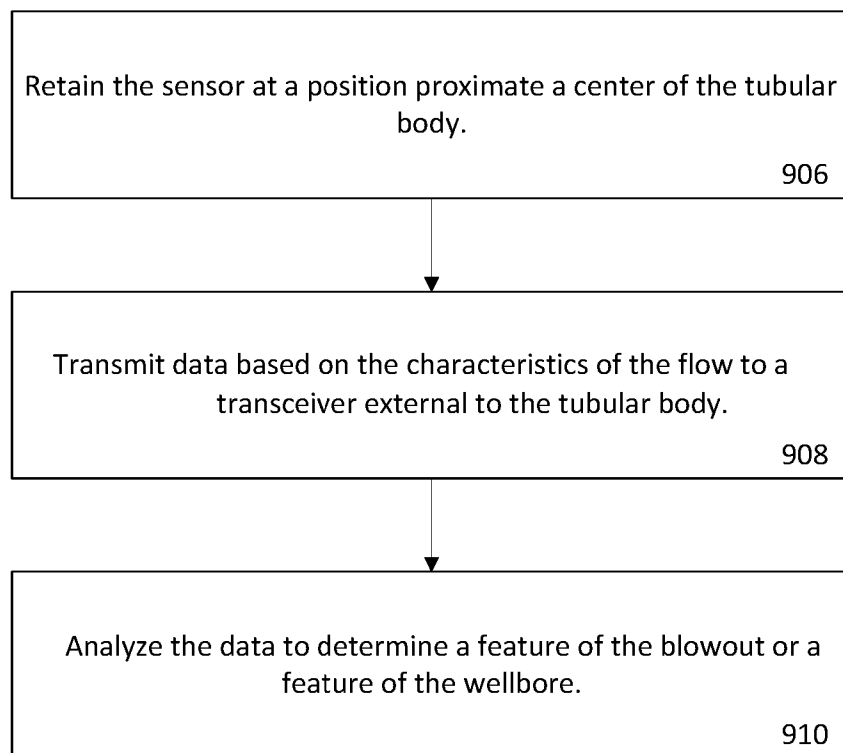 Retain the sensor at a position proximate a center of the tubular
body.
906
Transmit data based on the characteristics of the flow to a
transceiver external to the tubular body.
908
Analyze the data to determine a feature of the blowout or a
feature of the wellbore.
910